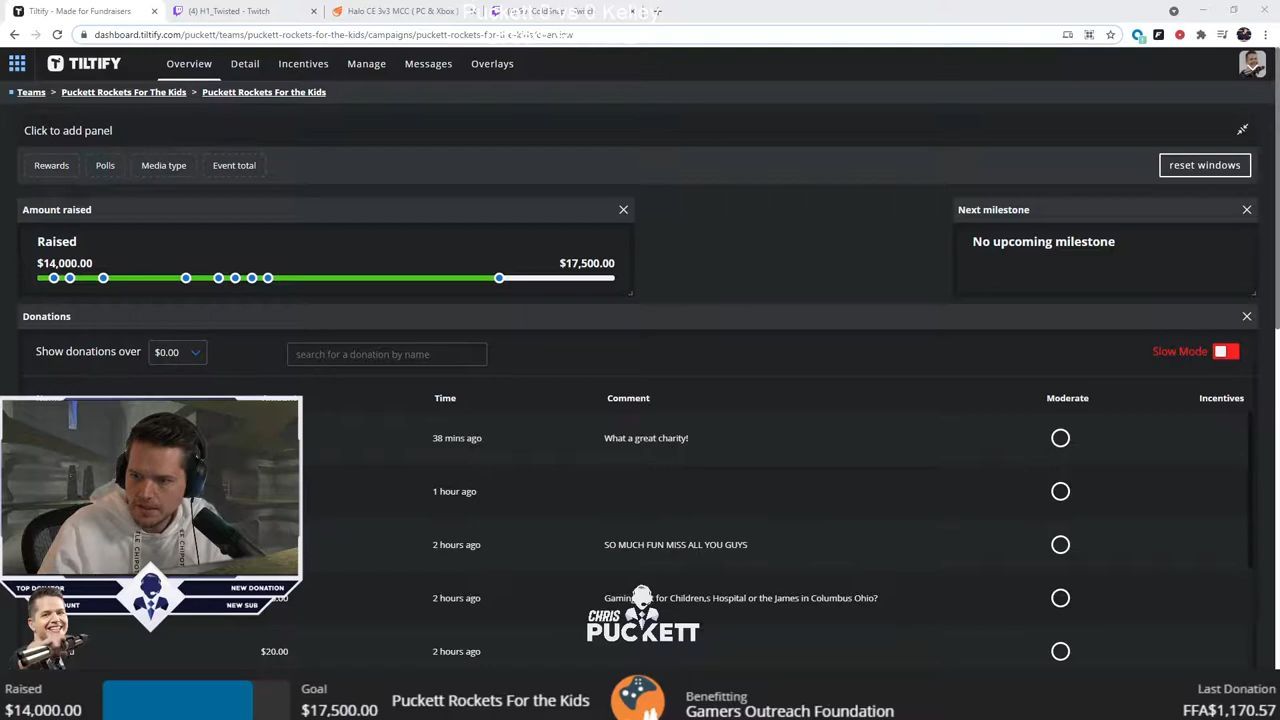 Tiltify - Made for Fundraisers
(4) H1_Twisted - Twitch
Halo CE 3v3 MCC ( PC & Xbox )
dashboard.tiltify.com/puckett/teams/puckett-rockets-for-the-kids/campaigns/puckett-rockets-for-the-kids/overview
TILTIFY
Overview
Detail
Incentives
Manage
Messages
Overlays
Teams > Puckett Rockets For The Kids > Puckett Rockets For the Kids
Click to add panel
Rewards
Polls
Media type
Event total
reset windows
Amount raised
Next milestone
Raised
$14,000.00
$17,500.00
No upcoming milestone
Donations
Show donations over
$0.00
search for a donation by name
Slow Mode
Time
Comment
Moderate
Incentives
38 mins ago
What a great charity!
1 hour ago
2 hours ago
SO MUCH FUN MISS ALL YOU GUYS
2 hours ago
for Children,s Hospital or the James in Columbus Ohio?
$20.00
2 hours ago
TOP DONATOR
NEW DONATION
NEW SUB
CHRIS
PUCKETT
Raised
$14,000.00
Goal
$17,500.00
Puckett Rockets For the Kids
Benefitting
Gamers Outreach Foundation
Last Donation
FFA$1,170.57